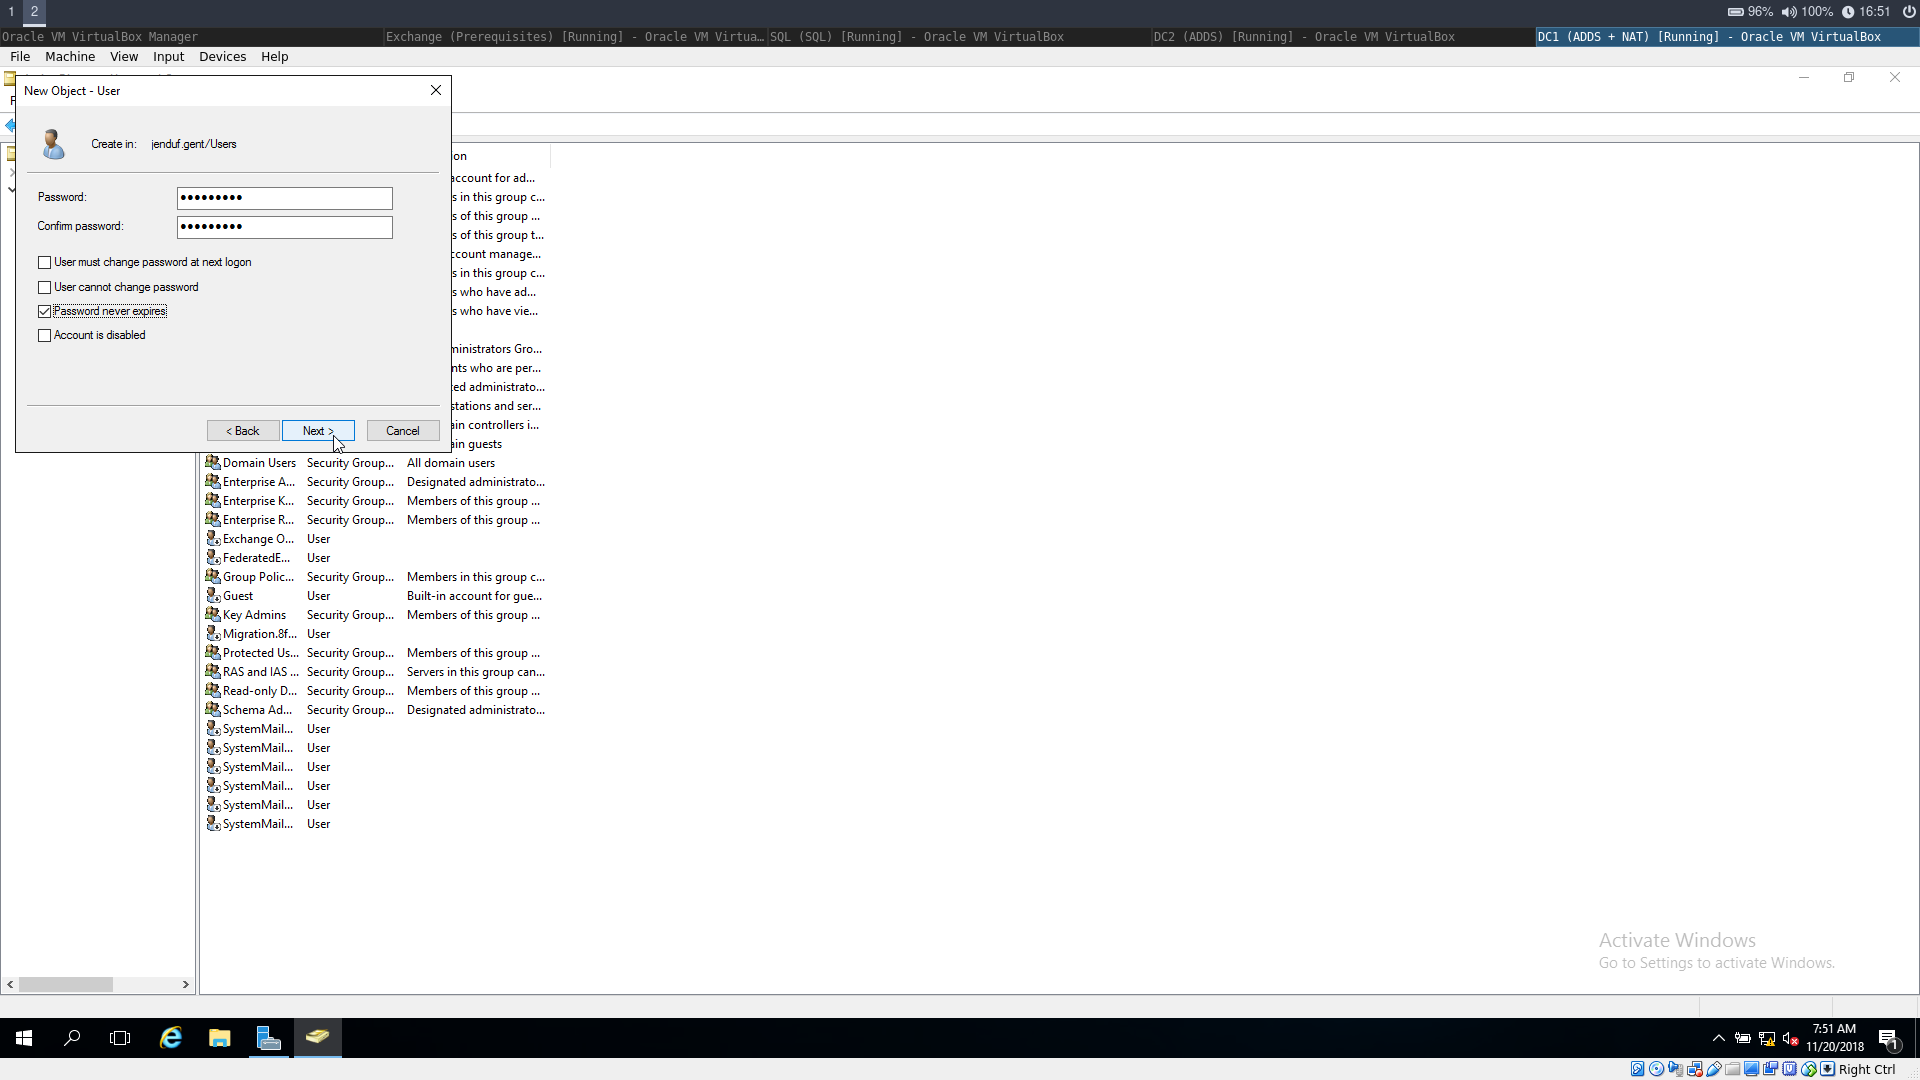 1 2 96% 100% 16:51
Oracle VM VirtualBox Manager Exchange (Prerequisites) [Running] - Oracle VM Virtua… SQL (SQL) [Running] - Oracle VM VirtualBox DC2 (ADDS) [Running] - Oracle VM VirtualBox DC1 (ADDS + NAT) [Running] - Oracle VM VirtualBox
File Machine View Input Devices Help
New Object - User
Create in: jenduf.gent/Users
Password: •••••••••
Confirm password: •••••••••
User must change password at next logon
User cannot change password
Password never expires
Account is disabled
< Back Next > Cancel
on
account for ad...
s in this group c...
s of this group ...
s of this group t...
ccount manage...
s in this group c...
s who have ad...
s who have vie...
ministrators Gro...
nts who are per...
ted administrato...
stations and ser...
ain controllers i...
ain guests
Domain Users Security Group... All domain users
Enterprise A... Security Group... Designated administrato...
Enterprise K... Security Group... Members of this group ...
Enterprise R... Security Group... Members of this group ...
Exchange O... User
FederatedE... User
Group Polic... Security Group... Members in this group c...
Guest User Built-in account for gue...
Key Admins Security Group... Members of this group ...
Migration.8f... User
Protected Us... Security Group... Members of this group ...
RAS and IAS ... Security Group... Servers in this group can...
Read-only D... Security Group... Members of this group ...
Schema Ad... Security Group... Designated administrato...
SystemMail... User
SystemMail... User
SystemMail... User
SystemMail... User
SystemMail... User
SystemMail... User
Activate Windows
Go to Settings to activate Windows.
7:51 AM
11/20/2018
1
Right Ctrl